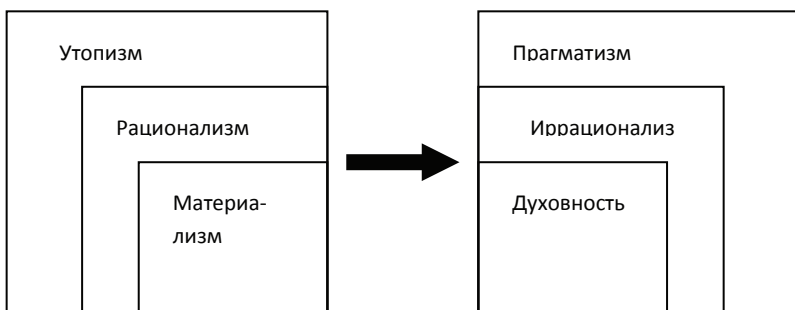 Утопизм
Рационализм
Материа-
лизм
Прагматизм
Иррационализ
Духовность